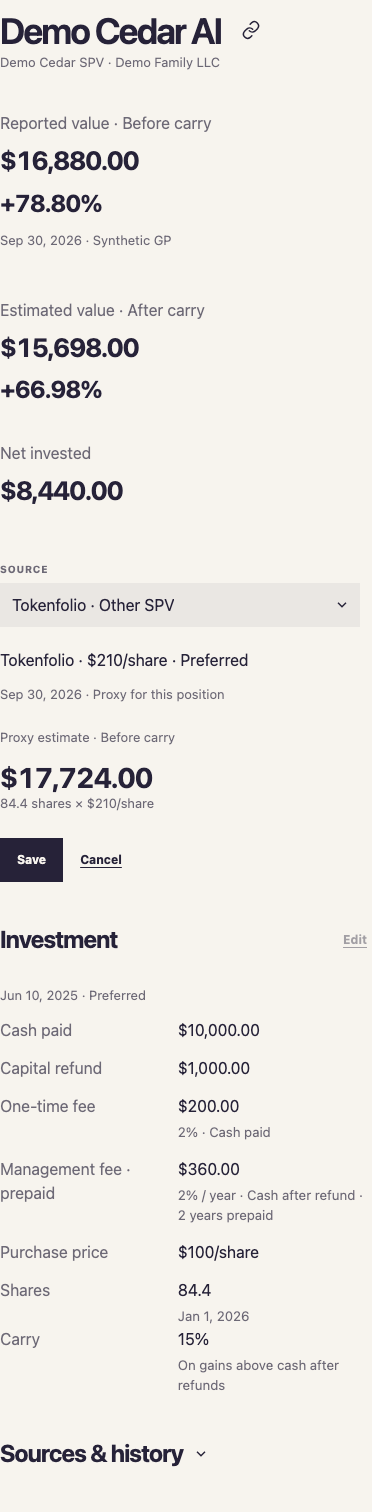 Demo Cedar AI
Demo Cedar SPV · Demo Family LLC
Reported value · Before carry
$16,880.00
+78.80%
Sep 30, 2026 · Synthetic GP
Estimated value · After carry
$15,698.00
+66.98%
Net invested
$8,440.00
SOURCE
Tokenfolio · Other SPV
Tokenfolio · $210/share · Preferred
Sep 30, 2026 · Proxy for this position
Proxy estimate · Before carry
$17,724.00
84.4 shares × $210/share
Save Cancel
Investment Edit
Jun 10, 2025 · Preferred
Cash paid $10,000.00
Capital refund $1,000.00
One-time fee $200.00
2% · Cash paid
Management fee · $360.00
prepaid 2% / year · Cash after refund ·
2 years prepaid
Purchase price $100/share
Shares 84.4
Jan 1, 2026
Carry 15%
On gains above cash after
refunds
Sources & history